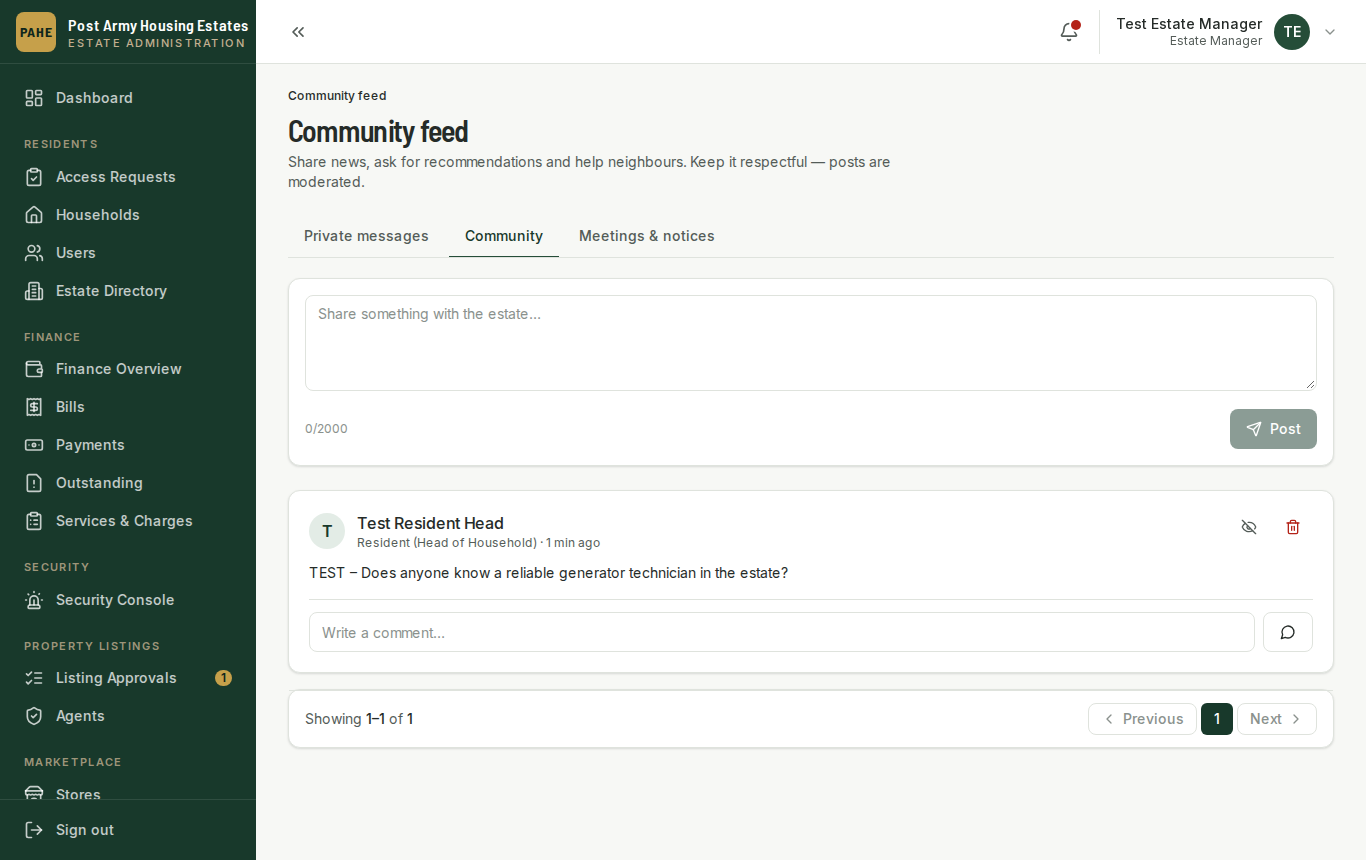 PAHE
Post Army Housing Estates
ESTATE ADMINISTRATION
Dashboard
RESIDENTS
Access Requests
Households
Users
Estate Directory
FINANCE
Finance Overview
Bills
Payments
Outstanding
Services & Charges
SECURITY
Security Console
PROPERTY LISTINGS
Listing Approvals 1
Agents
MARKETPLACE
Stores
Sign out
Test Estate Manager
Estate Manager
TE
Community feed
Community feed
Share news, ask for recommendations and help neighbours. Keep it respectful — posts are
moderated.
Private messages Community Meetings & notices
Share something with the estate...
0/2000
Post
T
Test Resident Head
Resident (Head of Household) · 1 min ago
TEST – Does anyone know a reliable generator technician in the estate?
Write a comment...
Showing 1–1 of 1
Previous 1 Next